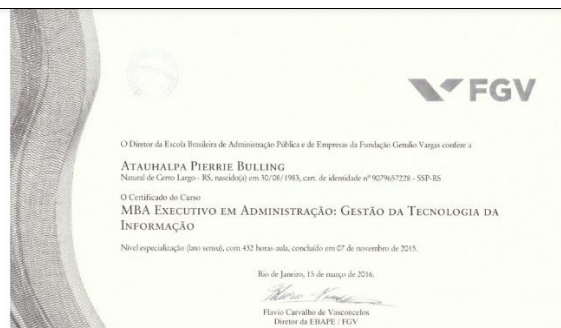 FGV
O Diretor da Escola Brasileira de Administração Pública e de Empresas da Fundação Getulio Vargas confere a
ATAUHALPA PIERRIE BULLING
Natural de Cerro Largo - RS, nascido(a) em 30/08/1983, cart. de identidade nº 9079657228 - SSP-RS
O Certificado do Curso
MBA EXECUTIVO EM ADMINISTRAÇÃO: GESTÃO DA TECNOLOGIA DA
INFORMAÇÃO
Nível especialização (lato sensu), com 432 horas-aula, concluído em 07 de novembro de 2015.
Rio de Janeiro, 15 de março de 2016.
Flavio Carvalho de Vasconcelos
Diretor da EBAPE / FGV